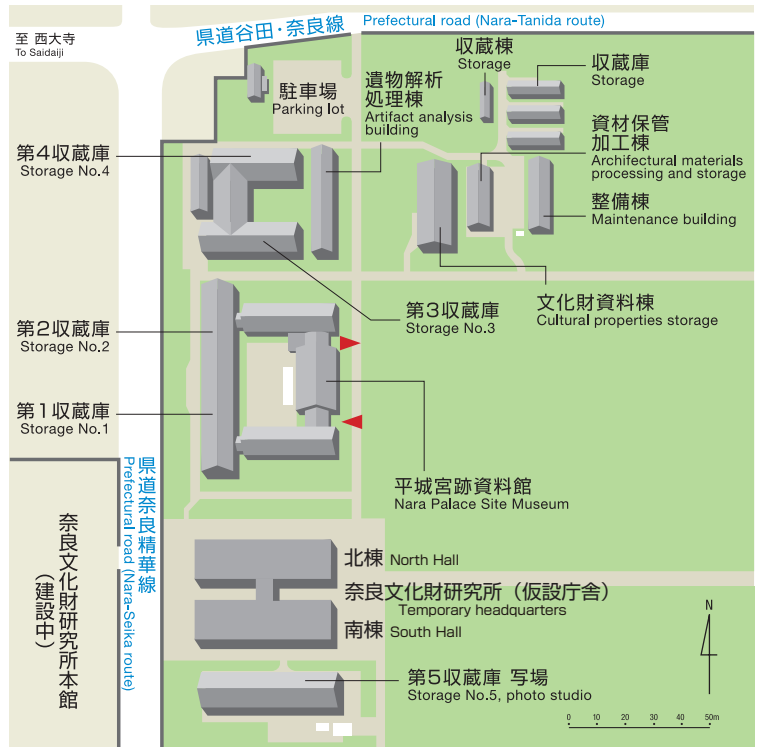 県道谷田・奈良線
Prefectural road (Nara-Tanida route)
至 西大寺
To Saidaiji
駐車場
Parking lot
遺物解析
処理棟
Artifact analysis
building
収蔵棟
Storage
収蔵庫
Storage
資材保管
加工棟
Architectural materials
processing and storage
整備棟
Maintenance building
第4収蔵庫
Storage No.4
第3収蔵庫
Storage No.3
文化財資料棟
Cultural properties storage
第2収蔵庫
Storage No.2
第1収蔵庫
Storage No.1
平城宮跡資料館
Nara Palace Site Museum
県道奈良精華線
Prefectural road (Nara-Seika route)
奈良文化財研究所本館
(建設中)
北棟 North Hall
奈良文化財研究所（仮設庁舎）
Temporary headquarters
南棟 South Hall
第5収蔵庫 写場
Storage No.5, photo studio
N
0 10 20 30 40 50m